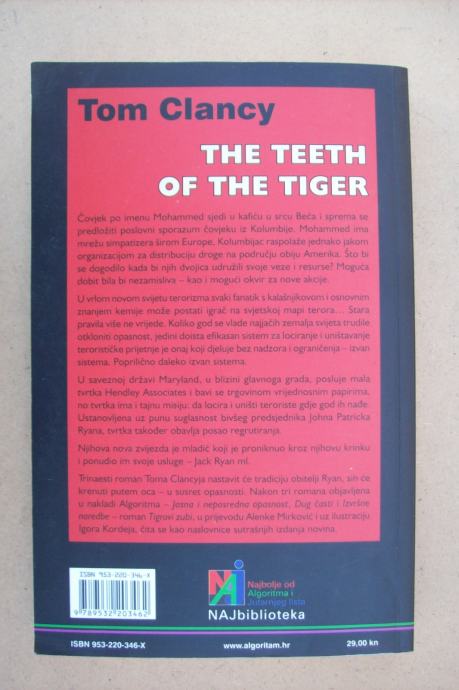 Tom Clancy
THE TEETH
OF THE TIGER
Čovjek po imenu Mohammed sjedi u kafiću u srcu Beča i sprema se
predložiti poslovni sporazum čovjeku iz Kolumbije. Mohammed ima
mrežu simpatizera širom Europe, Kolumbijac raspolaže jednako jakom
organizacijom za distribuciju droge na području obiju Amerika. Što bi
se dogodilo kada bi njih dvojica udružili svoje veze i resurse? Moguća
dobit bila bi nezamisliva – kao i mogući okvir za nove akcije.
U vrlom novom svijetu terorizma svaki fanatik s kalašnjikovom i osnovnim
znanjem kemije može postati igrač na svjetskoj mapi terora... Stara
pravila više ne vrijede. Koliko god se vlade najjačih zemalja svijeta trudile
otkloniti opasnost, jedini doista efikasan sistem za lociranje i uništavanje
terorističke prijetnje je onaj koji djeluje bez nadzora i ograničenja – izvan
sistema. Poprilično daleko izvan sistema.
U saveznoj državi Maryland, u blizini glavnoga grada, posluje mala
tvrtka Hendley Associates i bavi se trgovinom vrijednosnim papirima,
no tvrtka ima i tajnu misiju: da locira i uništi teroriste gdje god ih nađe.
Ustanovljena uz punu suglasnost bivšeg predsjednika Johna Patricka
Ryana, tvrtka također obavlja posao regrutiranja.
Njihova nova zvijezda je mladić koji je proniknuo kroz njihovu krinku
i ponudio im svoje usluge – Jack Ryan ml.
Trinaesti roman Toma Clancyja nastavit će tradiciju obitelji Ryan, sin će
krenuti putem oca – u susret opasnosti. Nakon tri romana objavljena
u nakladi Algoritma – Jasna i neposredna opasnost, Dug časti i Izvršne
naredbe – roman Tigrovi zubi, u prijevodu Alenke Mirković i uz ilustraciju
Igora Kordeja, čita se kao naslovnice sutrašnjih izdanja novina.
ISBN 953-220-346-X
9 789532 203462
NAJ
Najbolje od
Algoritma i
Jutarnjeg lista
NAJbiblioteka
ISBN 953-220-346-X
www.algoritam.hr
29,00 kn